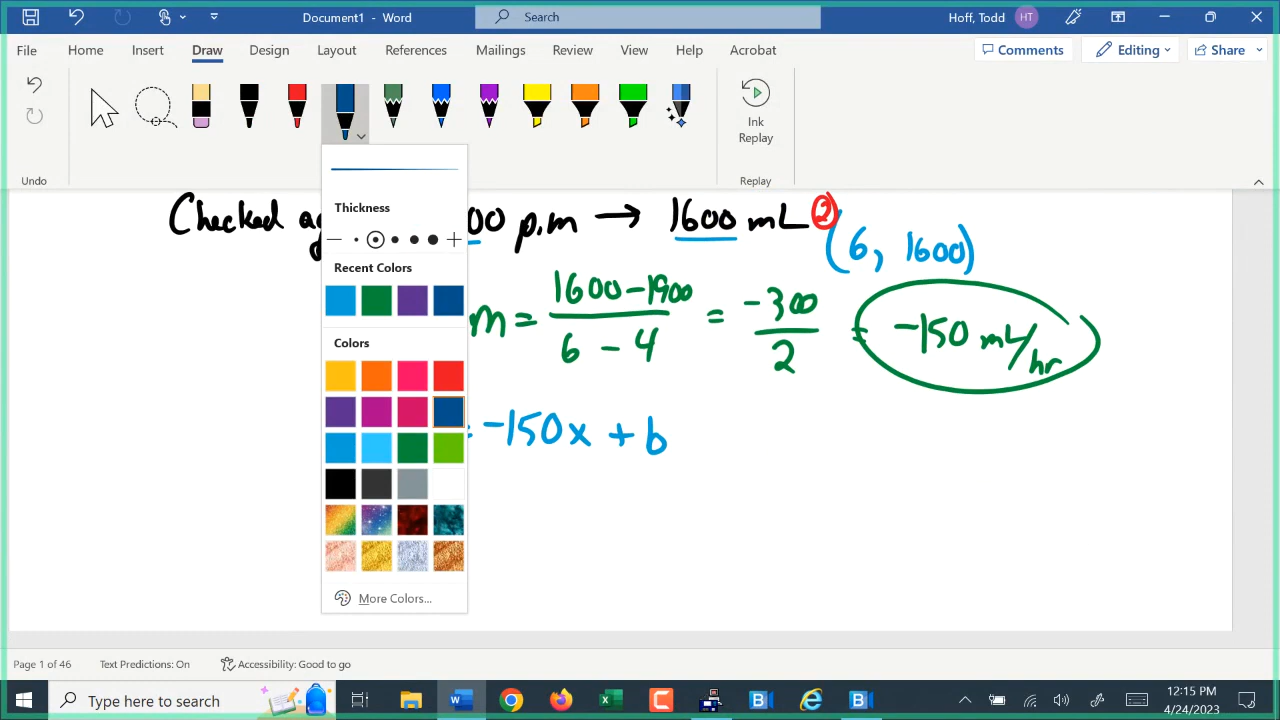 Document1 - Word
Search
Hoff, Todd HT
File Home Insert Draw Design Layout References Mailings Review View Help Acrobat Comments Editing Share
Ink Replay
Undo
Replay
Checked 00 p.m → 1600 mL ②
(6, 1600)
Thickness
Recent Colors
Colors
More Colors...
m = 1600 - 1900 / 6 - 4 = -300 / 2 = -150 mL/hr
= -150x + b
Page 1 of 46 Text Predictions: On Accessibility: Good to go
Type here to search
12:15 PM
4/24/2023